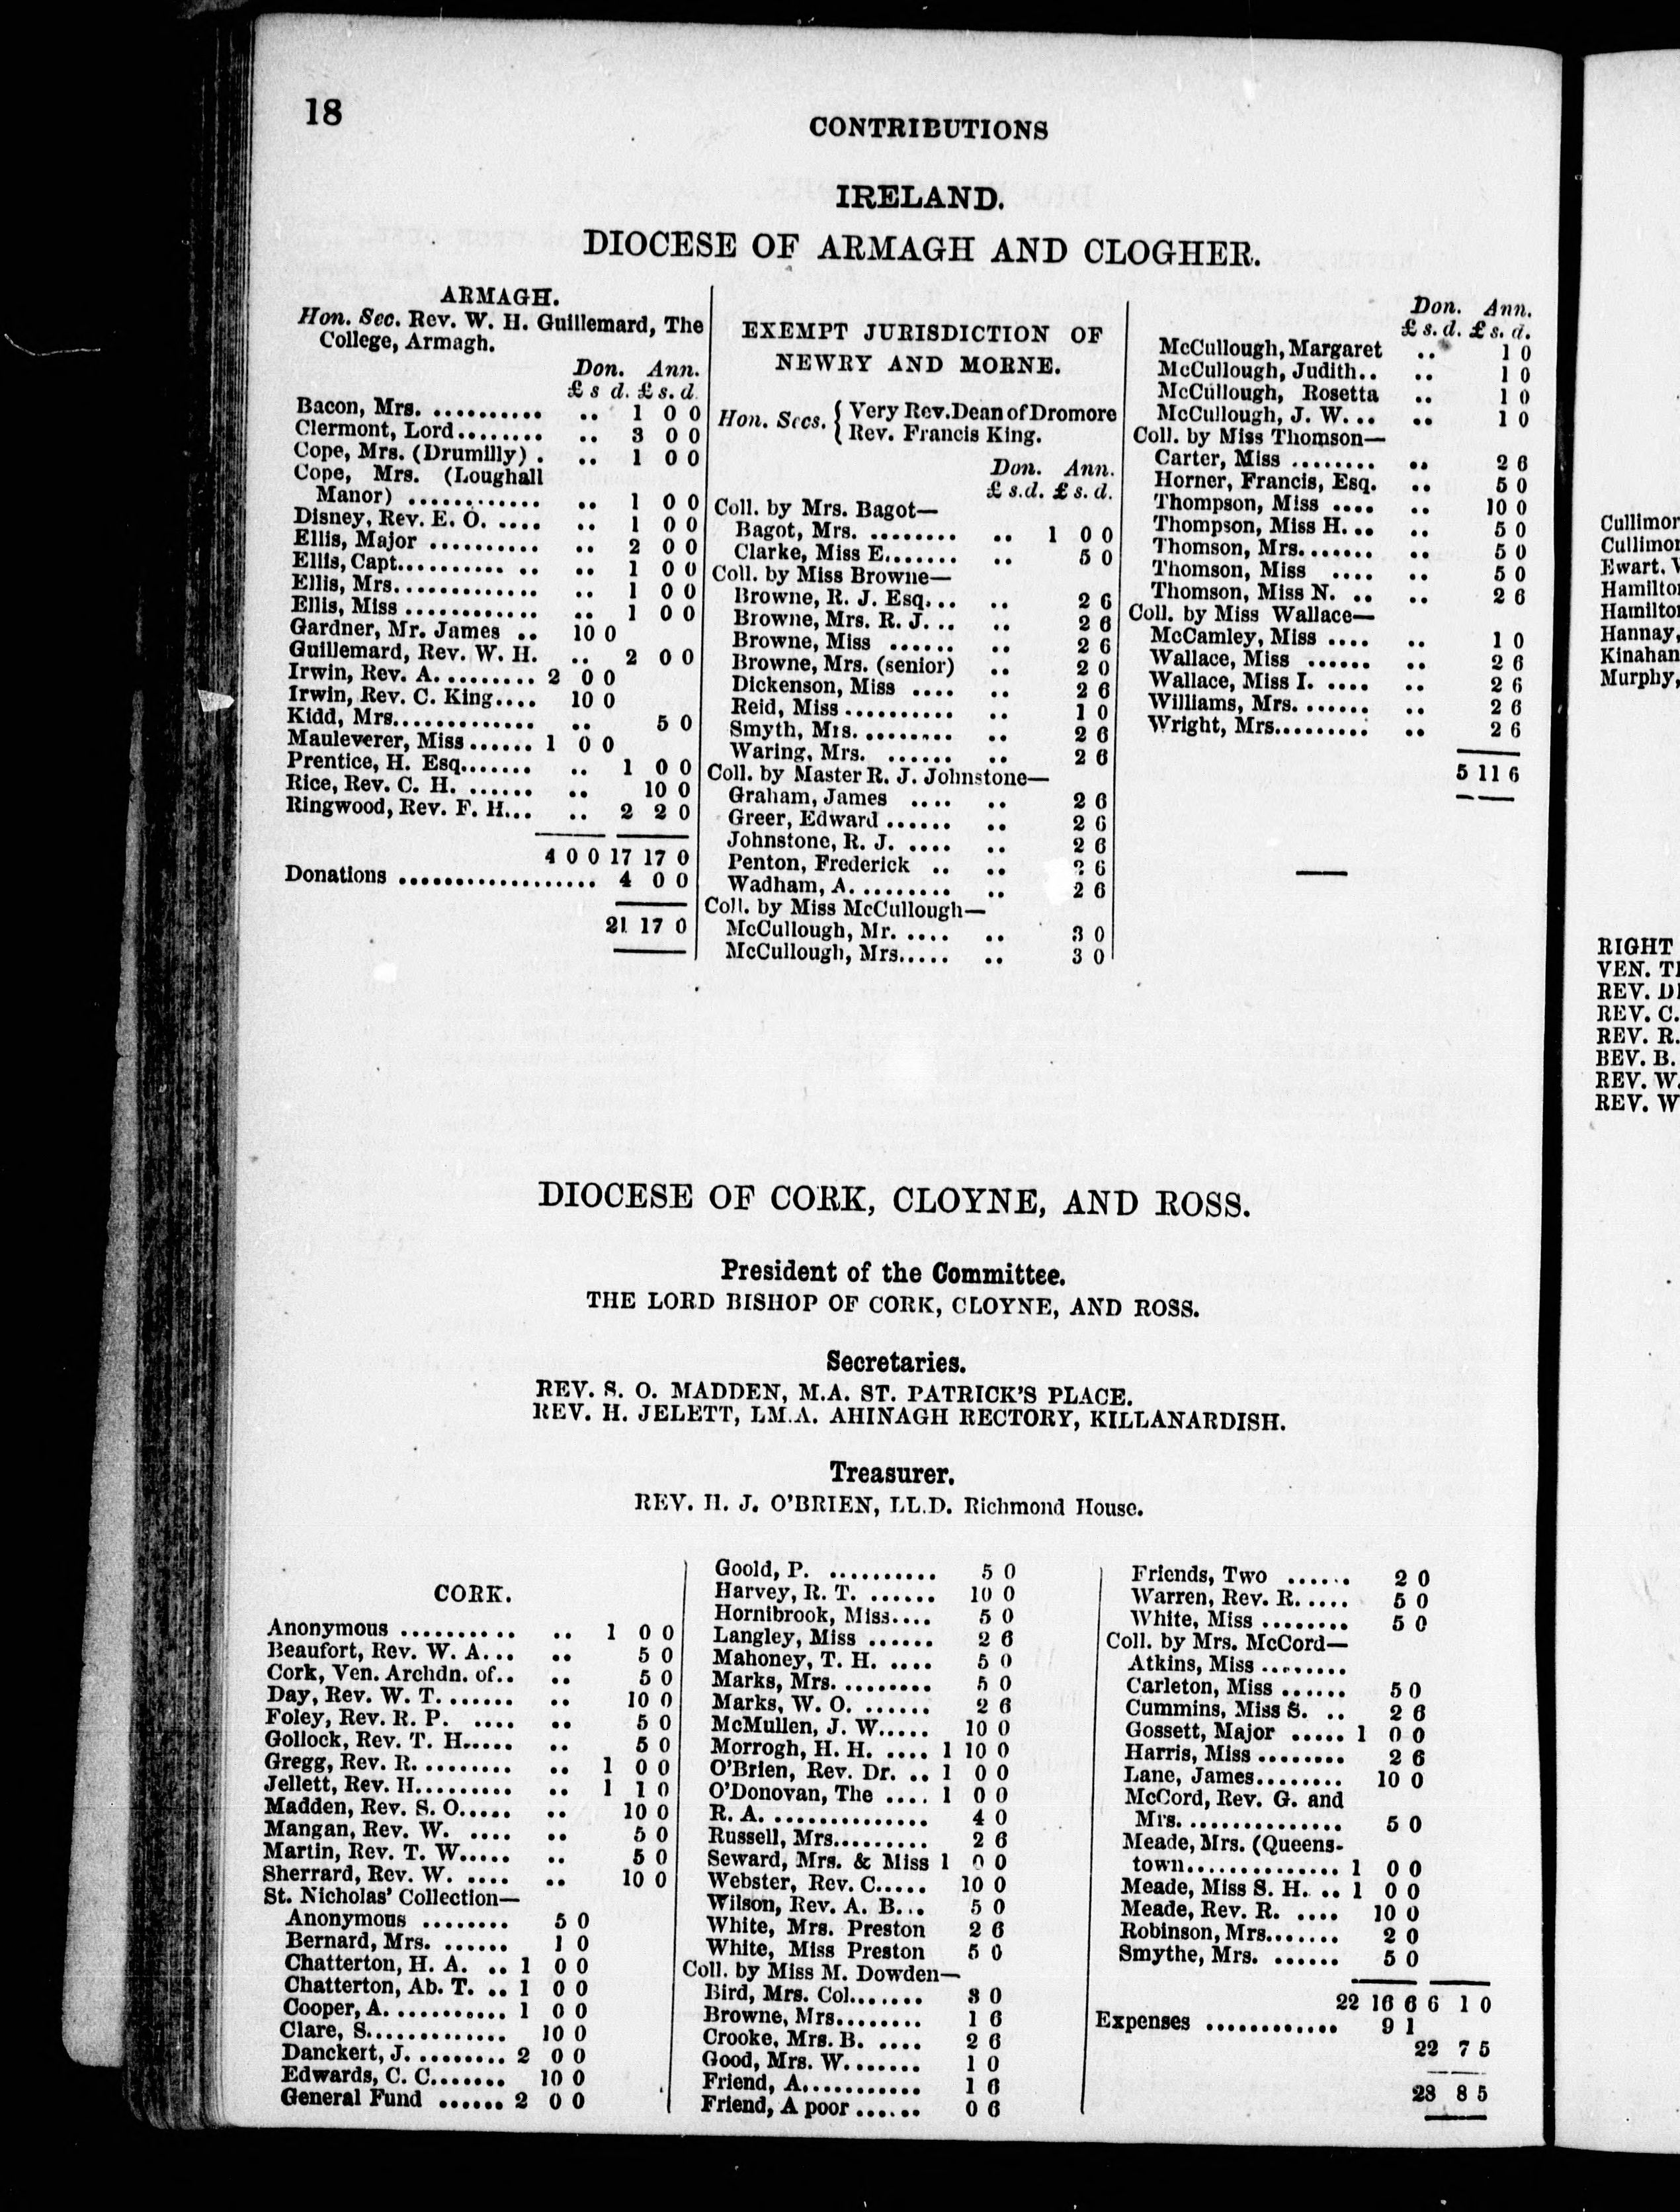 18
CONTRIBUTIONS
IRELAND.
DIOCESE OF ARMAGH AND CLOGHER.
ARMAGH.
Hon. Sec. Rev. W. H. Guillemard, The
College, Armagh.
Don. Ann.
£ s d. £ s. d.
Bacon, Mrs. .......... .. 1 0 0
Clermont, Lord........ .. 3 0 0
Cope, Mrs. (Drumilly) . .. 1 0 0
Cope, Mrs. (Loughall
Manor) ............ .. 1 0 0
Disney, Rev. E. O. .... .. 1 0 0
Ellis, Major .......... .. 2 0 0
Ellis, Capt.......... .. .. 1 0 0
Ellis, Mrs............. .. 1 0 0
Ellis, Miss ............ .. 1 0 0
Gardner, Mr. James .. 10 0
Guillemard, Rev. W. H. .. 2 0 0
Irwin, Rev. A. ......... 2 0 0
Irwin, Rev. C. King.... 10 0
Kidd, Mrs............. .. 5 0
Mauleverer, Miss ...... 1 0 0
Prentice, H. Esq....... .. 1 0 0
Rice, Rev. C. H. ...... .. 10 0
Ringwood, Rev. F. H... .. 2 2 0
4 0 0 17 17 0
Donations .................. 4 0 0
21 17 0
EXEMPT JURISDICTION OF
NEWRY AND MORNE.
Hon. Secs. { Very Rev. Dean of Dromore
Rev. Francis King.
Don. Ann.
£ s.d. £ s. d.
Coll. by Mrs. Bagot—
Bagot, Mrs. ........ .. 1 0 0
Clarke, Miss E....... .. 5 0
Coll. by Miss Browne—
Browne, R. J. Esq... .. 2 6
Browne, Mrs. R. J. .. .. 2 6
Browne, Miss ...... .. 2 6
Browne, Mrs. (senior) .. 2 0
Dickenson, Miss .... .. 2 6
Reid, Miss .......... .. 1 0
Smyth, Mrs. ........ .. 2 6
Waring, Mrs. ...... .. 2 6
Coll. by Master R. J. Johnstone—
Graham, James .... .. 2 6
Greer, Edward ...... .. 2 6
Johnstone, R. J. .... .. 2 6
Penton, Frederick .. .. 2 6
Wadham, A. ........ .. 2 6
Coll. by Miss McCullough—
McCullough, Mr. .... .. 3 0
McCullough, Mrs..... .. 3 0
Don. Ann.
£ s. d. £ s. d.
McCullough, Margaret .. 1 0
McCullough, Judith.. .. 1 0
McCullough, Rosetta .. 1 0
McCullough, J. W. .. .. 1 0
Coll. by Miss Thomson—
Carter, Miss ........ .. 2 6
Horner, Francis, Esq. .. 5 0
Thompson, Miss .... .. 10 0
Thompson, Miss H. .. .. 5 0
Thomson, Mrs....... .. 5 0
Thomson, Miss .... .. 5 0
Thomson, Miss N. .. .. 2 6
Coll. by Miss Wallace—
McCamley, Miss .... .. 1 0
Wallace, Miss ...... .. 2 6
Wallace, Miss I. .... .. 2 6
Williams, Mrs. ...... .. 2 6
Wright, Mrs......... .. 2 6
5 11 6
DIOCESE OF CORK, CLOYNE, AND ROSS.
President of the Committee.
THE LORD BISHOP OF CORK, CLOYNE, AND ROSS.
Secretaries.
REV. S. O. MADDEN, M.A. ST. PATRICK'S PLACE.
REV. H. JELETT, LM.A. AHINAGH RECTORY, KILLANARDISH.
Treasurer.
REV. H. J. O'BRIEN, LL.D. Richmond House.
CORK.
Anonymous .......... .. 1 0 0
Beaufort, Rev. W. A... .. 5 0
Cork, Ven. Archdn. of.. .. 5 0
Day, Rev. W. T. ...... .. 10 0
Foley, Rev. R. P. .... .. 5 0
Gollock, Rev. T. H..... .. 5 0
Gregg, Rev. R. ........ .. 1 0 0
Jellett, Rev. H......... .. 1 1 0
Madden, Rev. S. O..... .. 10 0
Mangan, Rev. W. .... .. 5 0
Martin, Rev. T. W..... .. 5 0
Sherrard, Rev. W. .... .. 10 0
St. Nicholas' Collection—
Anonymous ........ 5 0
Bernard, Mrs. ...... 1 0
Chatterton, H. A. .. 1 0 0
Chatterton, Ab. T. .. 1 0 0
Cooper, A. .......... 1 0 0
Clare, S............. 10 0
Danckert, J. ........ 2 0 0
Edwards, C. C....... 10 0
General Fund ...... 2 0 0
Goold, P. .......... 5 0
Harvey, R. T. ...... 10 0
Hornibrook, Miss.... 5 0
Langley, Miss ...... 2 6
Mahoney, T. H. .... 5 0
Marks, Mrs. ........ 5 0
Marks, W. O. ...... 2 6
McMullen, J. W..... 10 0
Morrogh, H. H. .... 1 10 0
O'Brien, Rev. Dr. .. 1 0 0
O'Donovan, The .... 1 0 0
R. A. .............. 4 0
Russell, Mrs......... 2 6
Seward, Mrs. & Miss 1 0 0
Webster, Rev. C..... 10 0
Wilson, Rev. A. B... 5 0
White, Mrs. Preston 2 6
White, Miss Preston 5 0
Coll. by Miss M. Dowden—
Bird, Mrs. Col....... 3 0
Browne, Mrs........ 1 6
Crooke, Mrs. B. .... 2 6
Good, Mrs. W....... 1 0
Friend, A........... 1 6
Friend, A poor ...... 0 6
Friends, Two ...... 2 0
Warren, Rev. R. .... 5 0
White, Miss ........ 5 0
Coll. by Mrs. McCord—
Atkins, Miss ........
Carleton, Miss ...... 5 0
Cummins, Miss S. .. 2 6
Gossett, Major ..... 1 0 0
Harris, Miss ........ 2 6
Lane, James........ 10 0
McCord, Rev. G. and
Mrs. .............. 5 0
Meade, Mrs. (Queens-
town.............. 1 0 0
Meade, Miss S. H. .. 1 0 0
Meade, Rev. R. .... 10 0
Robinson, Mrs....... 2 0
Smythe, Mrs. ...... 5 0
22 16 6 6 1 0
Expenses ............ 9 1
22 7 5
28 8 5
Cullimor
Cullimor
Ewart.
Hamilto
Hamilto
Hannay,
Kinahan
Murphy,
RIGHT
VEN.
REV.
REV. C.
REV. R.
REV. B.
REV. W.
REV. W